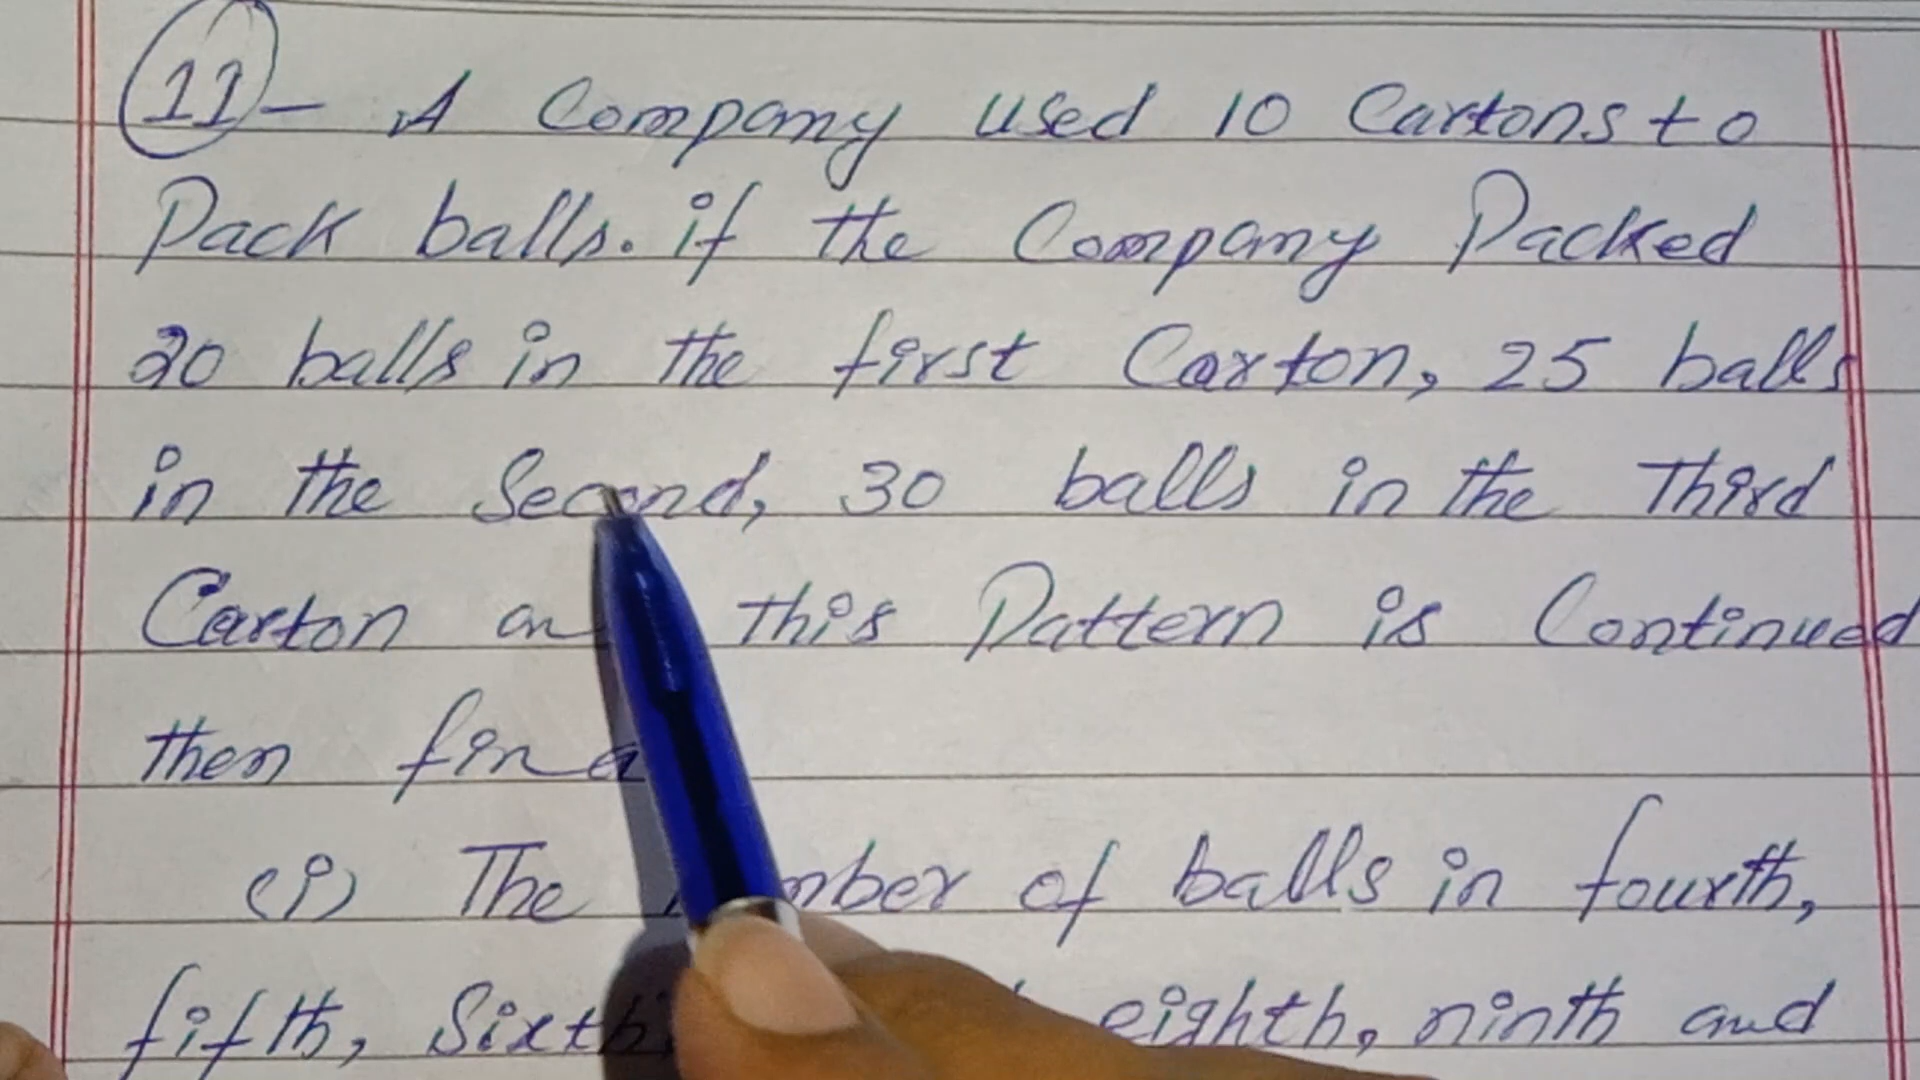 11- A Company used 10 Cartons to
Pack balls. if the Company Packed
20 balls in the first Carton, 25 balls
in the Second, 30 balls in the Third
Carton this Pattern is Continued
then
(i) The of balls in fourth,
fifth, eighth, ninth and